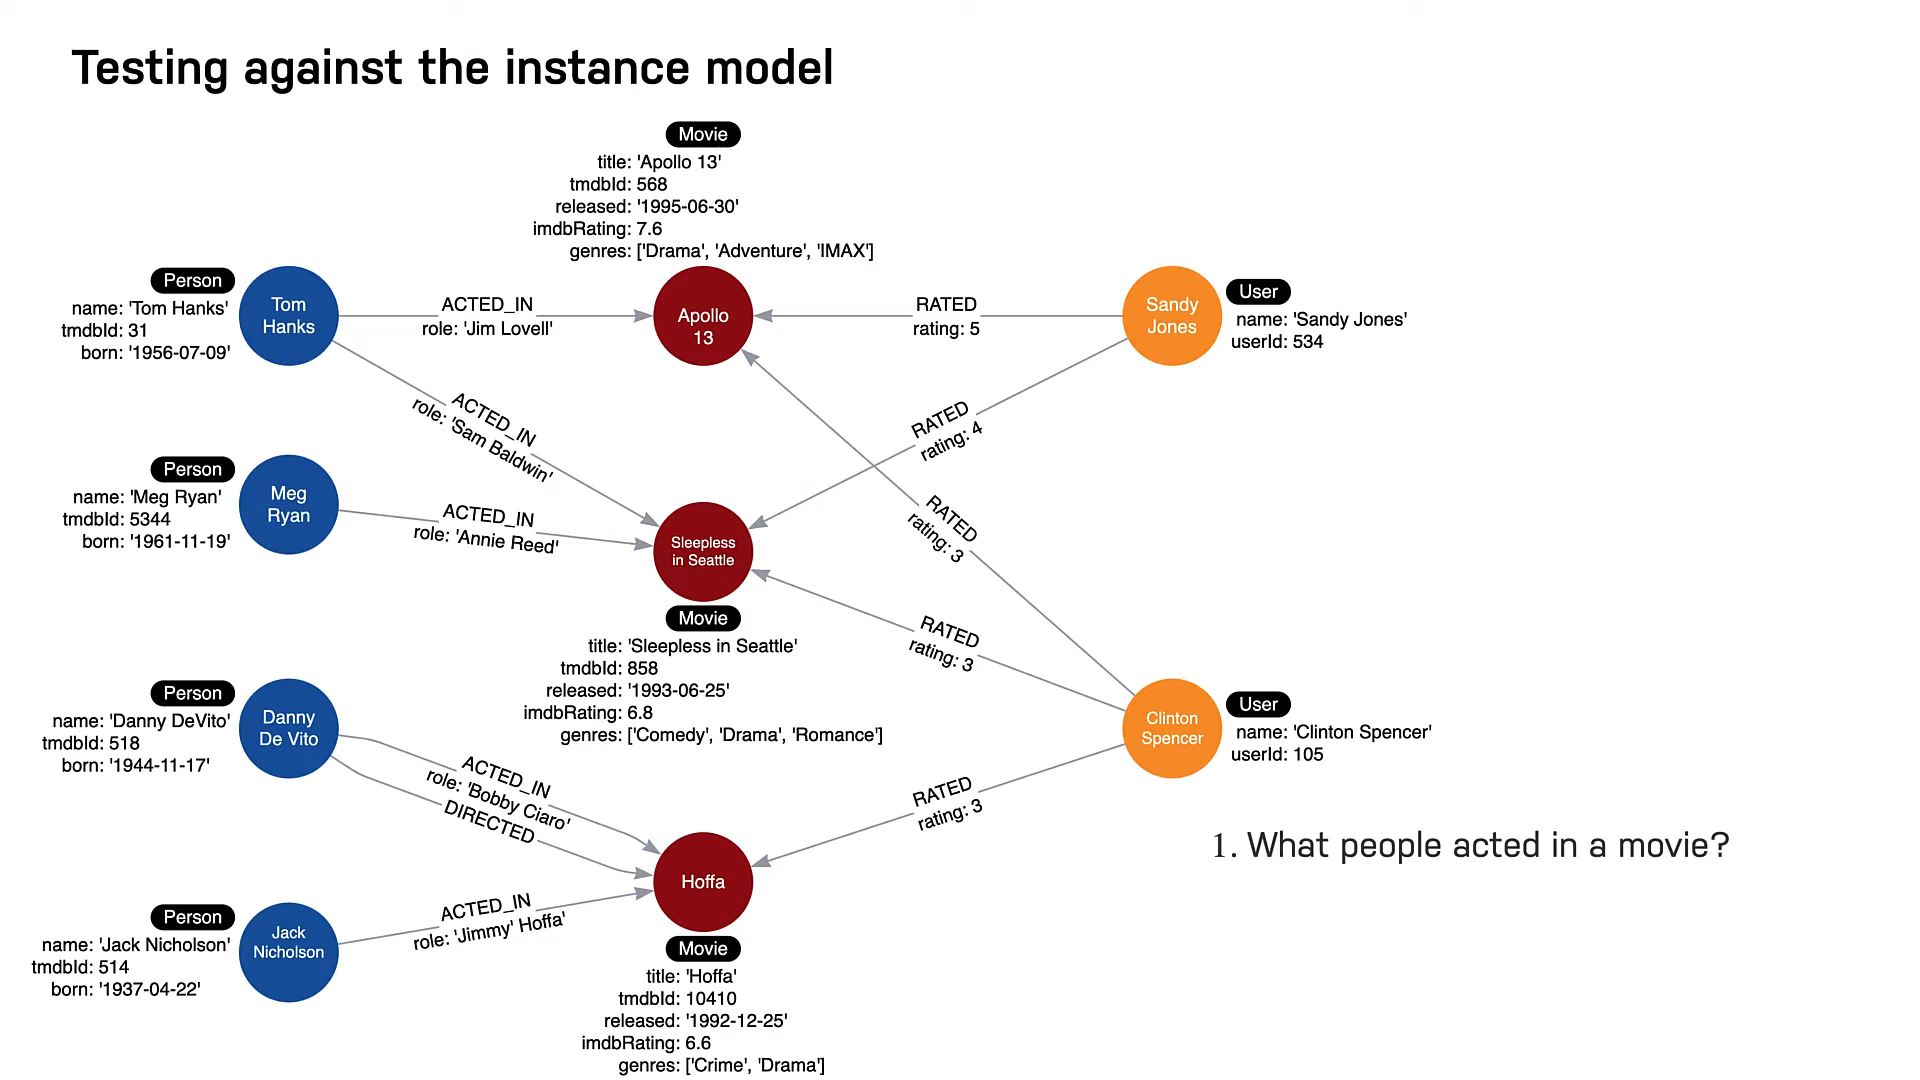 Testing against the instance model
Movie
title: 'Apollo 13'
tmdbId: 568
released: '1995-06-30'
imdbRating: 7.6
genres: ['Drama', 'Adventure', 'IMAX']
Person
name: 'Tom Hanks'
tmdbId: 31
born: '1956-07-09'
Tom
Hanks
ACTED_IN
role: 'Jim Lovell'
Apollo
13
RATED
rating: 5
Sandy
Jones
User
name: 'Sandy Jones'
userId: 534
ACTED_IN
role: 'Sam Baldwin'
RATED
rating: 4
Person
name: 'Meg Ryan'
tmdbId: 5344
born: '1961-11-19'
Meg
Ryan
ACTED_IN
role: 'Annie Reed'
Sleepless
in Seattle
RATED
rating: 3
Movie
title: 'Sleepless in Seattle'
tmdbId: 858
released: '1993-06-25'
imdbRating: 6.8
genres: ['Comedy', 'Drama', 'Romance']
RATED
rating: 3
Person
name: 'Danny DeVito'
tmdbId: 518
born: '1944-11-17'
Danny
De Vito
ACTED_IN
role: 'Bobby Ciaro'
DIRECTED
Clinton
Spencer
User
name: 'Clinton Spencer'
userId: 105
RATED
rating: 3
1. What people acted in a movie?
Person
name: 'Jack Nicholson'
tmdbId: 514
born: '1937-04-22'
Jack
Nicholson
ACTED_IN
role: 'Jimmy' Hoffa'
Hoffa
Movie
title: 'Hoffa'
tmdbId: 10410
released: '1992-12-25'
imdbRating: 6.6
genres: ['Crime', 'Drama']